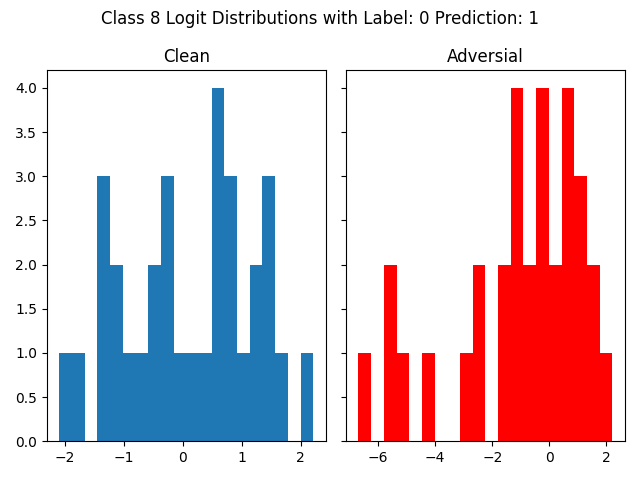 Class 8 Logit Distributions with Label: 0 Prediction: 1
Clean
Adversial
4.0
3.5
3.0
2.5
2.0
1.5
1.0
0.5
0.0
−2 −1 0 1 2
−6 −4 −2 0 2